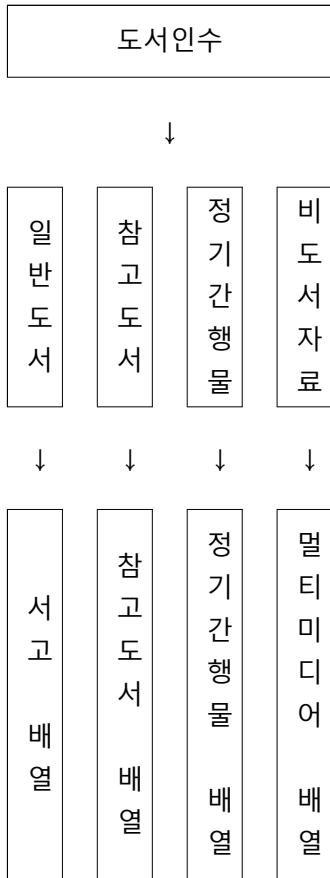 도서인수
↓
일반도서
참고도서
정기간행물
비도서자료
↓ ↓ ↓ ↓
서고 배열
참고도서 배열
정기간행물 배열
멀티미디어 배열